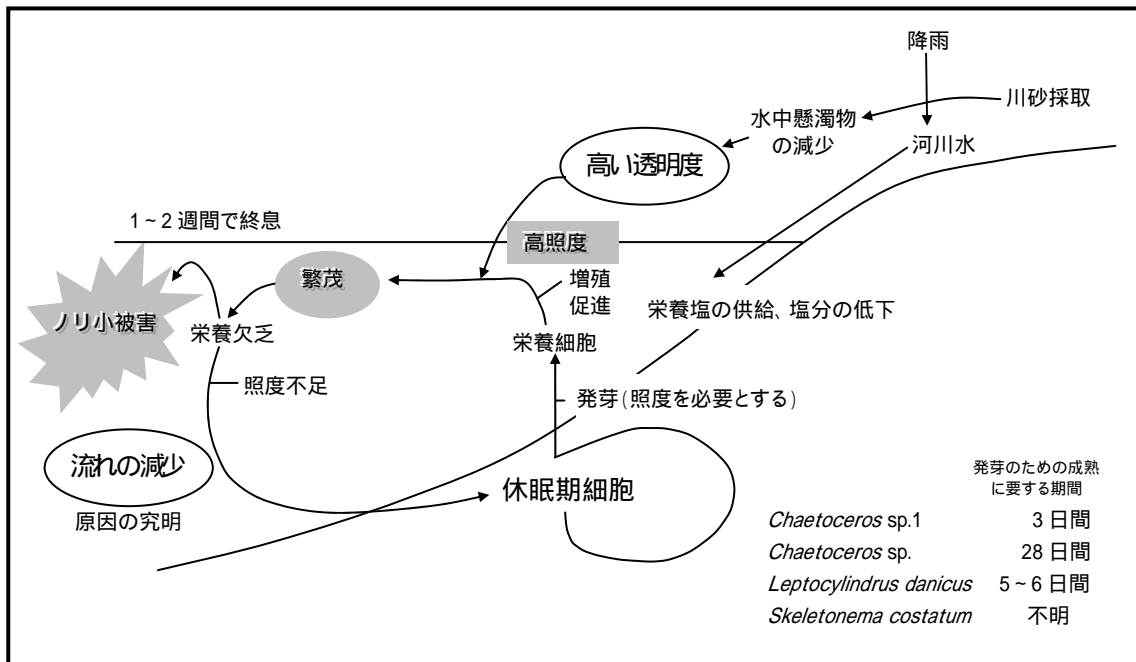 降雨
川砂採取
水中懸濁物
の減少
河川水
高い透明度
1~2 週間で終息
高照度
繁茂
増殖
促進
ノリ小被害
栄養欠乏
栄養細胞
栄養塩の供給、塩分の低下
照度不足
発芽(照度を必要とする)
流れの減少
原因の究明
休眠期細胞
発芽のための成熟
に要する期間
Chaetoceros sp.1 3 日間
Chaetoceros sp. 28 日間
Leptocylindrus danicus 5~6 日間
Skeletonema costatum 不明